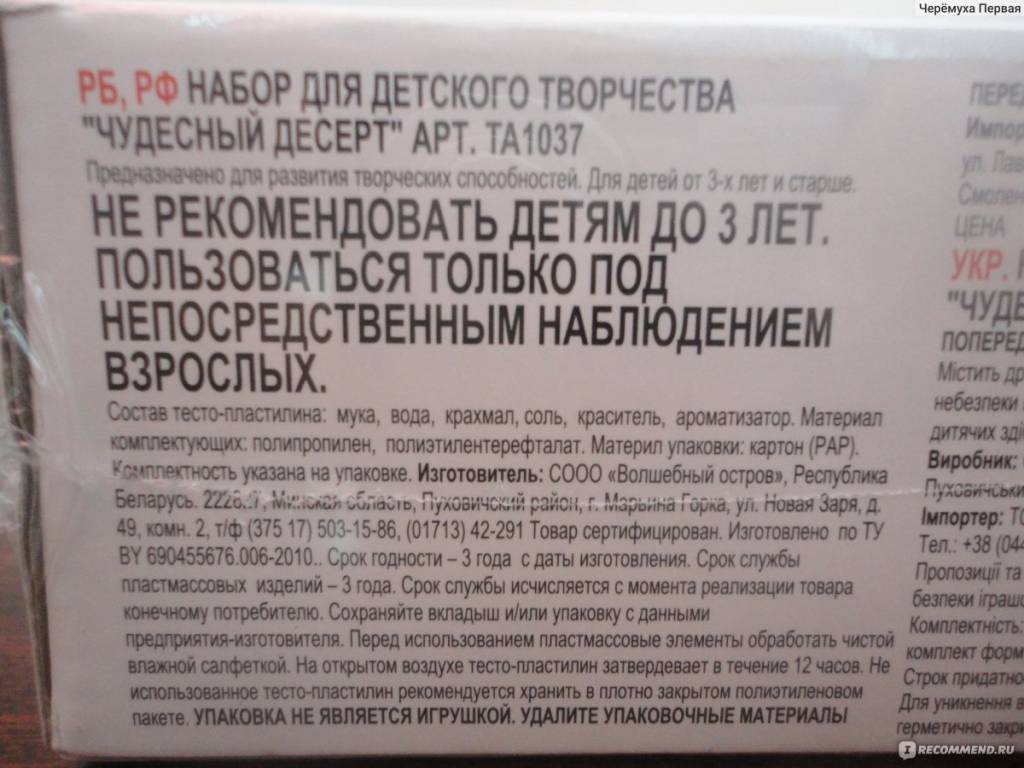 Черёмуха Первая
РБ, РФ НАБОР ДЛЯ ДЕТСКОГО ТВОРЧЕСТВА
"ЧУДЕСНЫЙ ДЕСЕРТ" АРТ. ТА1037
Предназначено для развития творческих способностей. Для детей от 3-х лет и старше.
НЕ РЕКОМЕНДОВАТЬ ДЕТЯМ ДО 3 ЛЕТ.
ПОЛЬЗОВАТЬСЯ ТОЛЬКО ПОД
НЕПОСРЕДСТВЕННЫМ НАБЛЮДЕНИЕМ
ВЗРОСЛЫХ.
Состав тесто-пластилина: мука, вода, крахмал, соль, краситель, ароматизатор. Материал
комплектующих: полипропилен, полиэтилентерефталат. Материл упаковки: картон (PAP).
Комплектность указана на упаковке. Изготовитель: СООО «Волшебный остров», Республика
Беларусь. Минская область, Пуховичский район, г. Марьина Горка, ул. Новая Заря, д.
49, комн. 2, т/ф (375 17) 503-15-86, (01713) 42-291 Товар сертифицирован. Изготовлено по ТУ
BY 690455676.006-2010.. Срок годности – 3 года с даты изготовления. Срок службы
пластмассовых изделий – 3 года. Срок службы исчисляется с момента реализации товара
конечному потребителю. Сохраняйте вкладыш и/или упаковку с данными
предприятия-изготовителя. Перед использованием пластмассовые элементы обработать чистой
влажной салфеткой. На открытом воздухе тесто-пластилин затвердевает в течение 12 часов. Не
использованное тесто-пластилин рекомендуется хранить в плотно закрытом полиэтиленовом
пакете. УПАКОВКА НЕ ЯВЛЯЕТСЯ ИГРУШКОЙ. УДАЛИТЕ УПАКОВОЧНЫЕ МАТЕРИАЛЫ
ПЕРЕД
Импор
ул. Лав
Смолен
ЦЕНА
УКР.
"ЧУДЕ
ПОПЕРЕД
Містить др
небезпеки
дитячих зді
Виробник:
Пуховичськи
Імпортер: ТО
Тел.: +38 (044
Пропозиції та
безпеки іграшо
Комплектність:
комплект форм
Строк придатно
Для уникнення в
герметично закри
IRECOMMEND.RU